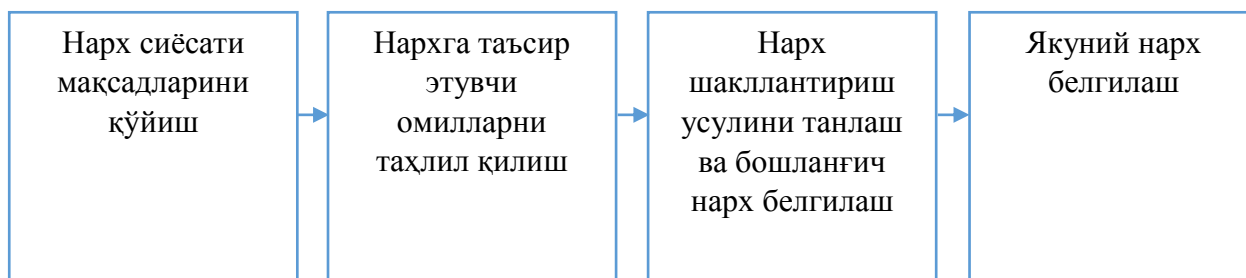 Нарх сиёсати
мақсадларини
қўйиш
Нархга таъсир
этувчи
омилларни
таҳлил қилиш
Нарх
шакллантириш
усулини танлаш
ва бошланғич
нарх белгилаш
Якуний нарх
белгилаш